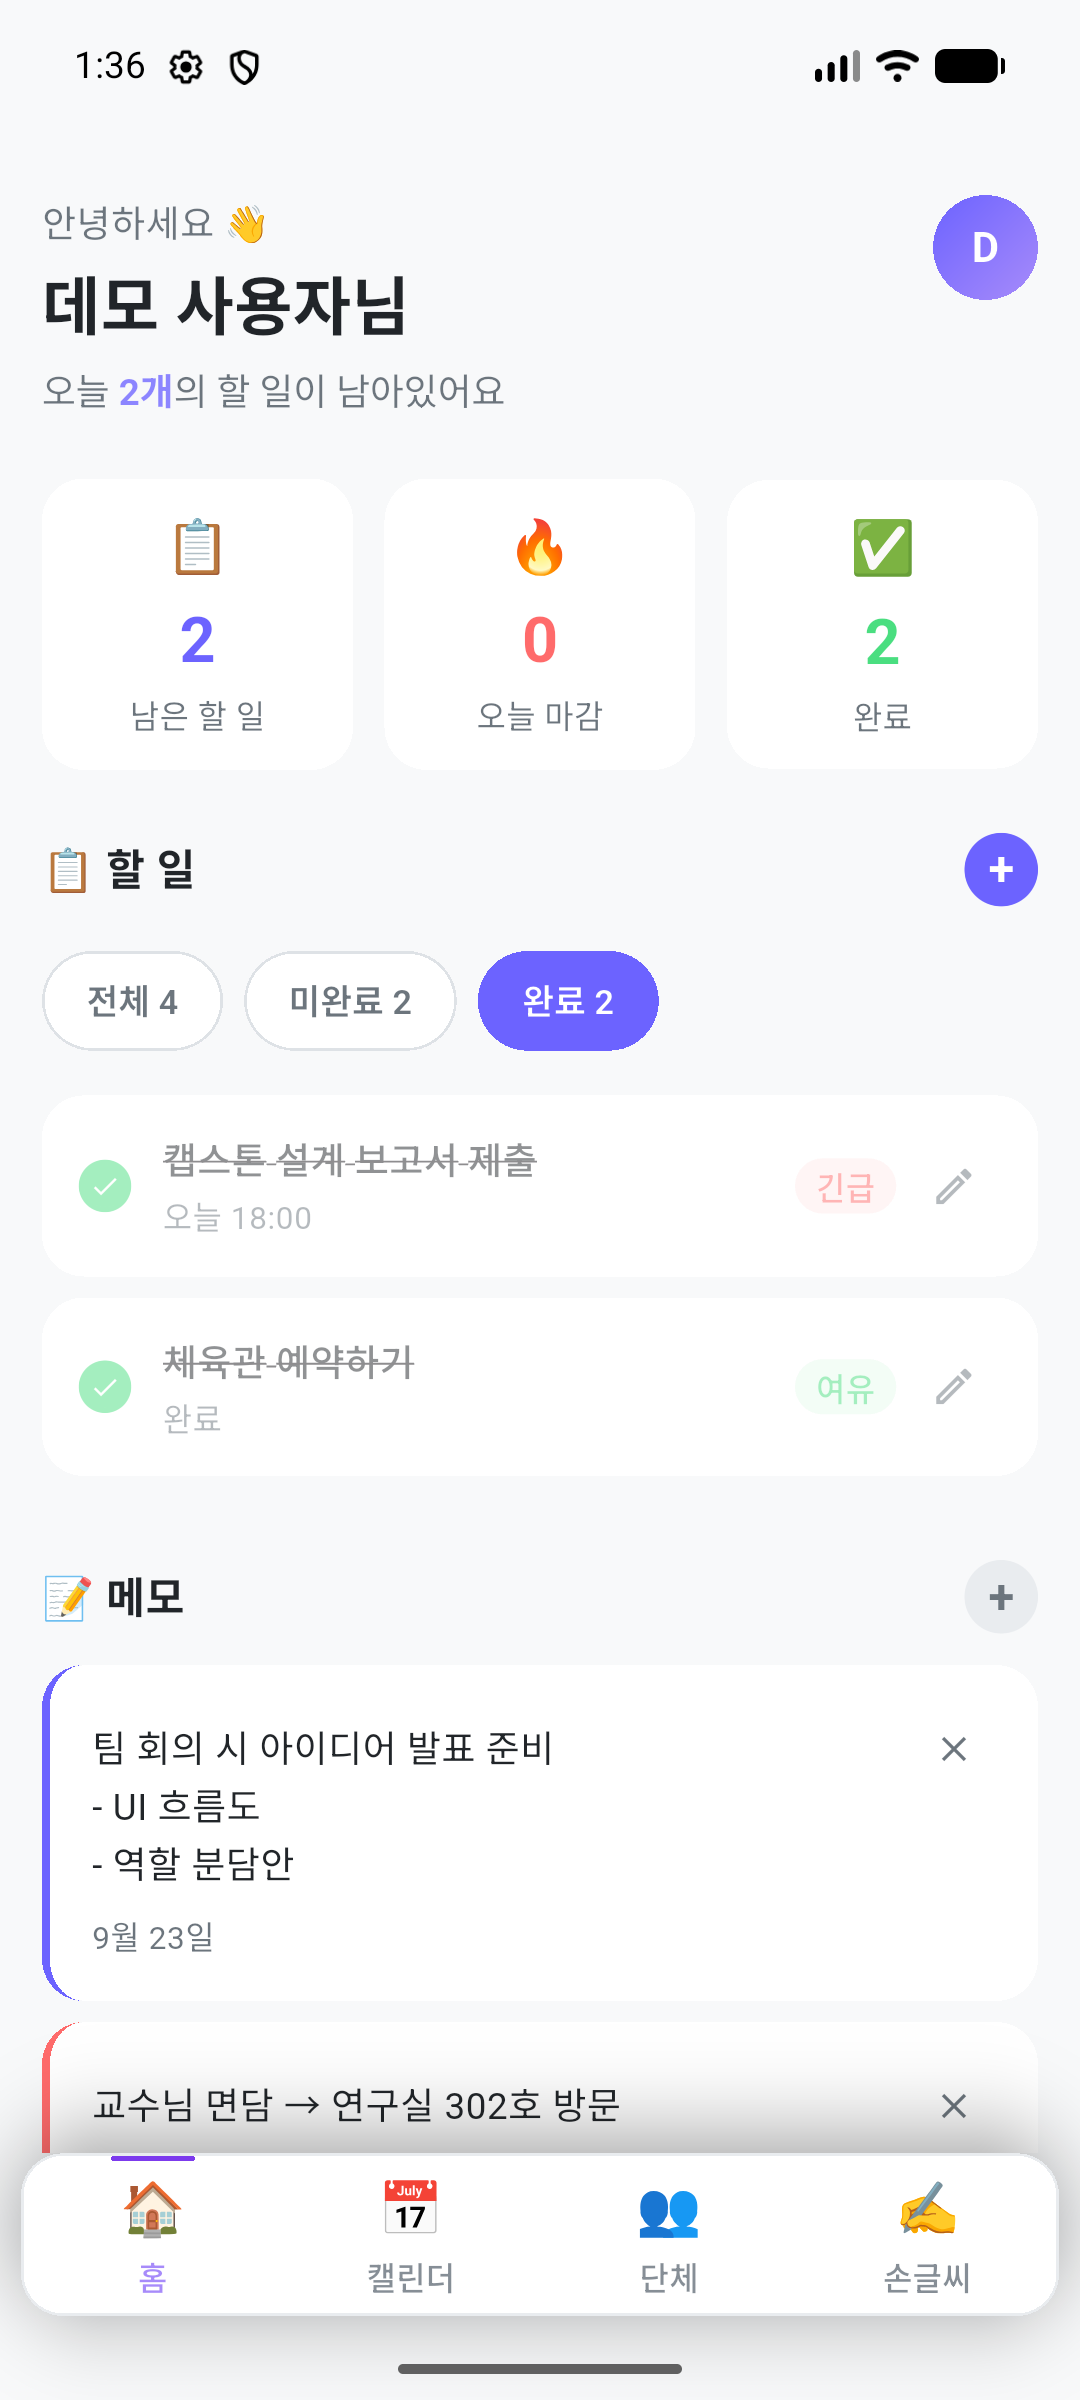 1:36
안녕하세요 👋
D
데모 사용자님
오늘 2개의 할 일이 남아있어요
📋 🔥 ✅
2 0 2
남은 할 일 오늘 마감 완료
📋 할 일 +
전체 4 미완료 2 완료 2
캡스톤 설계 보고서 제출
오늘 18:00
긴급
체육관 예약하기
완료
여유
📝 메모 +
팀 회의 시 아이디어 발표 준비
- UI 흐름도
- 역할 분담안
9월 23일
교수님 면담 → 연구실 302호 방문
July
17
홈 캘린더 단체 손글씨